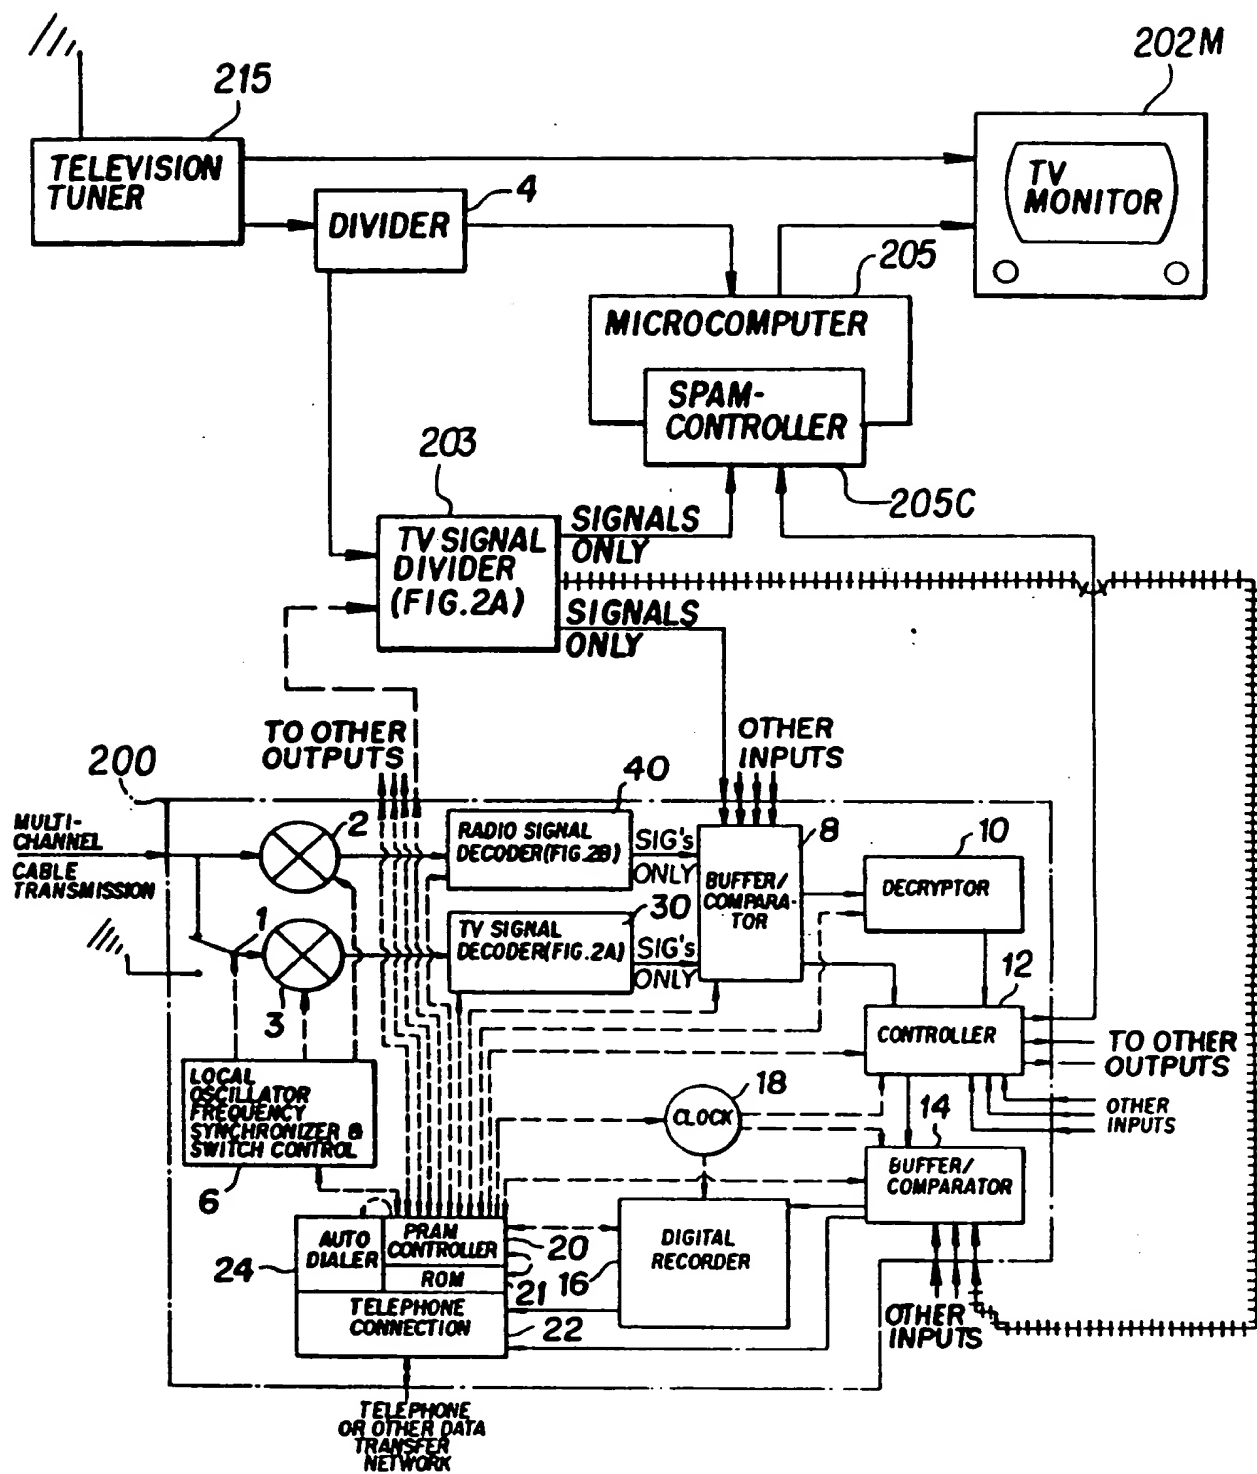 202M
215
TELEVISION
TUNER
4
DIVIDER
TV
MONITOR
205
MICROCOMPUTER
SPAM-
CONTROLLER
203
205C
TV SIGNAL
DIVIDER
(FIG.2A)
SIGNALS
ONLY
SIGNALS
ONLY
TO OTHER
OUTPUTS
OTHER
INPUTS
200
40
MULTI-
CHANNEL
CABLE
TRANSMISSION
2
RADIO SIGNAL
DECODER(FIG.2B)
SIG's
ONLY
8
BUFFER/
COMPARA-
TOR
10
DECRYPTOR
1
3
30
TV SIGNAL
DECODER(FIG.2A)
SIG's
ONLY
12
CONTROLLER
TO OTHER
OUTPUTS
LOCAL
OSCILLATOR
FREQUENCY
SYNCHRONIZER &
SWITCH CONTROL
6
18
CLOCK
14
OTHER
INPUTS
BUFFER/
COMPARATOR
24
AUTO
DIALER
PRAM
CONTROLLER
20
ROM
21
16
DIGITAL
RECORDER
TELEPHONE
CONNECTION
22
OTHER
INPUTS
TELEPHONE
OR OTHER DATA
TRANSFER
NETWORK